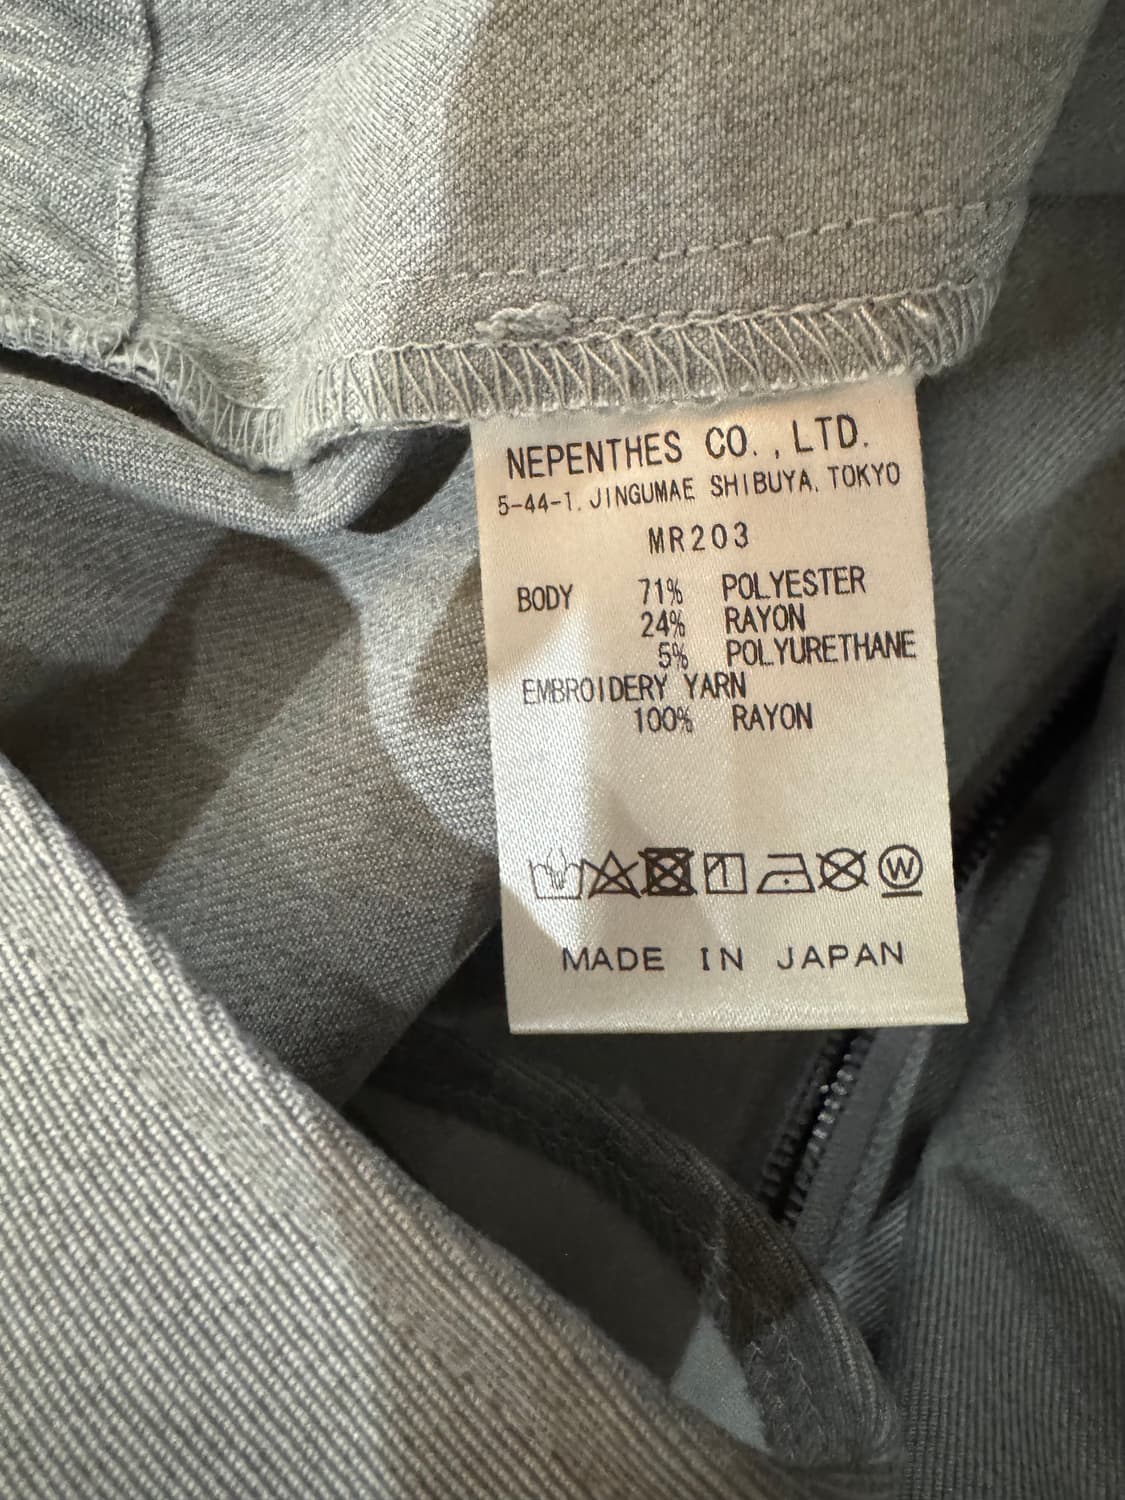 NEPENTHES CO., LTD.
5-44-1, JINGUMAE SHIBUYA, TOKYO
MR203
BODY 71% POLYESTER
24% RAYON
5% POLYURETHANE
EMBROIDERY YARN
100% RAYON
W
MADE IN JAPAN